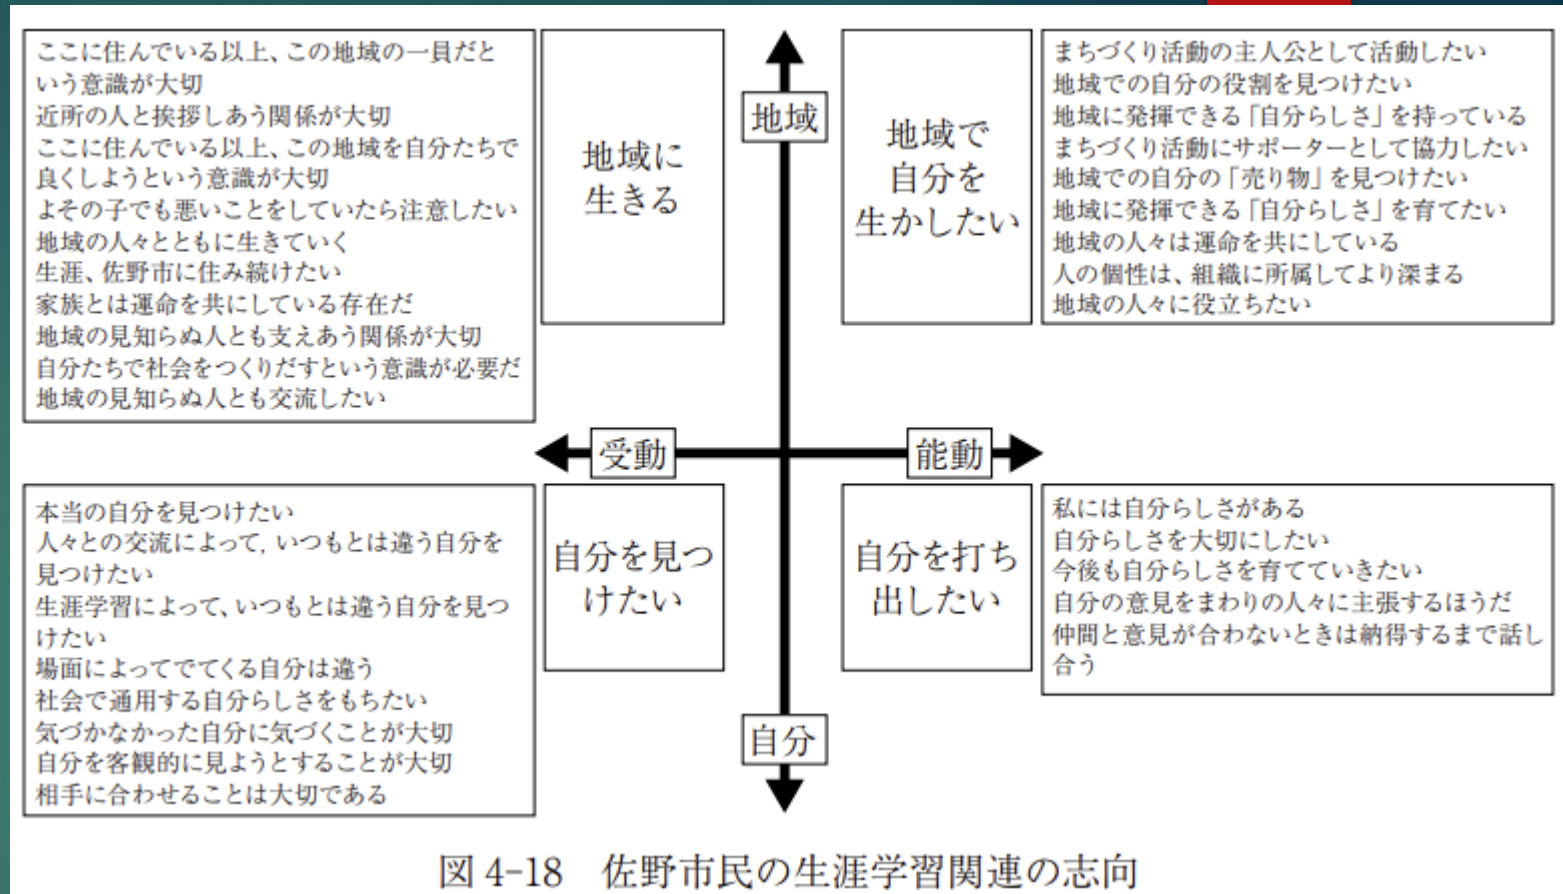 ここに住んでいる以上、この地域の一員だと
いう意識が大切
近所の人と挨拶しあう関係が大切
ここに住んでいる以上、この地域を自分たちで
良くしようという意識が大切
よその子でも悪いことをしていたら注意したい
地域の人々とともに生きていく
生涯、佐野市に住み続けたい
家族とは運命を共にしている存在だ
地域の見知らぬ人とも支えあう関係が大切
自分たちで社会をつくりだすという意識が必要だ
地域の見知らぬ人とも交流したい
地域に
生きる
地域
地域で
自分を
生かしたい
まちづくり活動の主人公として活動したい
地域での自分の役割を見つけたい
地域に発揮できる「自分らしさ」を持っている
まちづくり活動にサポーターとして協力したい
地域での自分の「売り物」を見つけたい
地域に発揮できる「自分らしさ」を育てたい
地域の人々は運命を共にしている
人の個性は、組織に所属してより深まる
地域の人々に役立ちたい
受動
能動
本当の自分を見つけたい
人々との交流によって, いつもとは違う自分を
見つけたい
生涯学習によって、いつもとは違う自分を見つ
けたい
場面によってでてくる自分は違う
社会で通用する自分らしさをもちたい
気づかなかった自分に気づくことが大切
自分を客観的に見ようとすることが大切
相手に合わせることは大切である
自分を見つ
けたい
自分を打ち
出したい
私には自分らしさがある
自分らしさを大切にしたい
今後も自分らしさを育てていきたい
自分の意見をまわりの人々に主張するほうだ
仲間と意見が合わないときは納得するまで話し
合う
自分
図 4-18　佐野市民の生涯学習関連の志向